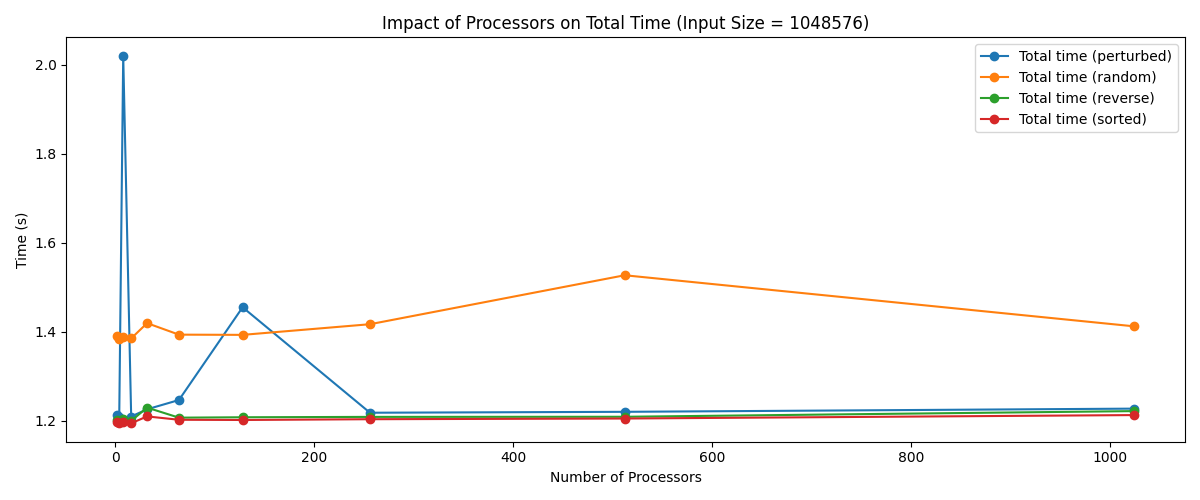 Impact of Processors on Total Time (Input Size = 1048576)
Total time (perturbed)
Total time (random)
Total time (reverse)
Total time (sorted)
Time (s)
2.0
1.8
1.6
1.4
1.2
0 200 400 600 800 1000
Number of Processors